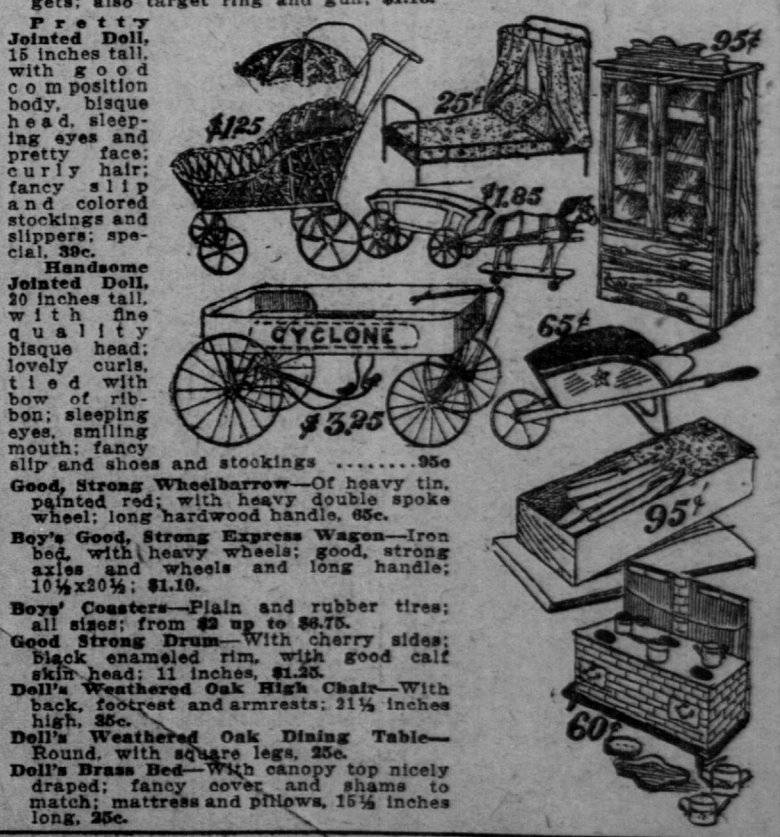 gets; also target ring and gun, $1.10.
Pretty
Jointed Doll,
15 inches tall,
with good
composition
body, bisque
head, sleep-
ing eyes and
pretty face;
curly hair;
fancy slip
and colored
stockings and
slippers; spe-
cial, 39c.
Handsome
Jointed Doll,
20 inches tall,
with fine
quality
bisque head;
lovely curls,
tied with
bow of rib-
bon; sleeping
eyes, smiling
mouth; fancy
slip and shoes and stockings ........95c
Good, Strong Wheelbarrow—Of heavy tin,
painted red; with heavy double spoke
wheel; long hardwood handle, 65c.
Boy's Good, Strong Express Wagon—Iron
bed, with heavy wheels; good, strong
axles and wheels and long handle;
10½x20½; $1.10.
Boys' Coasters—Plain and rubber tires;
all sizes; from $2 up to $6.75.
Good Strong Drum—With cherry sides;
black enameled rim, with good calf
skin head; 11 inches, $1.25.
Doll's Weathered Oak High Chair—With
back, footrest and armrests; 21½ inches
high, 35c.
Doll's Weathered Oak Dining Table—
Round, with square legs, 25c.
Doll's Brass Bed—With canopy top nicely
draped; fancy cover and shams to
match; mattress and pillows, 15½ inches
long, 25c.
$1.25
25¢
95¢
$1.85
CYCLONE
$3.25
65¢
95¢
60¢